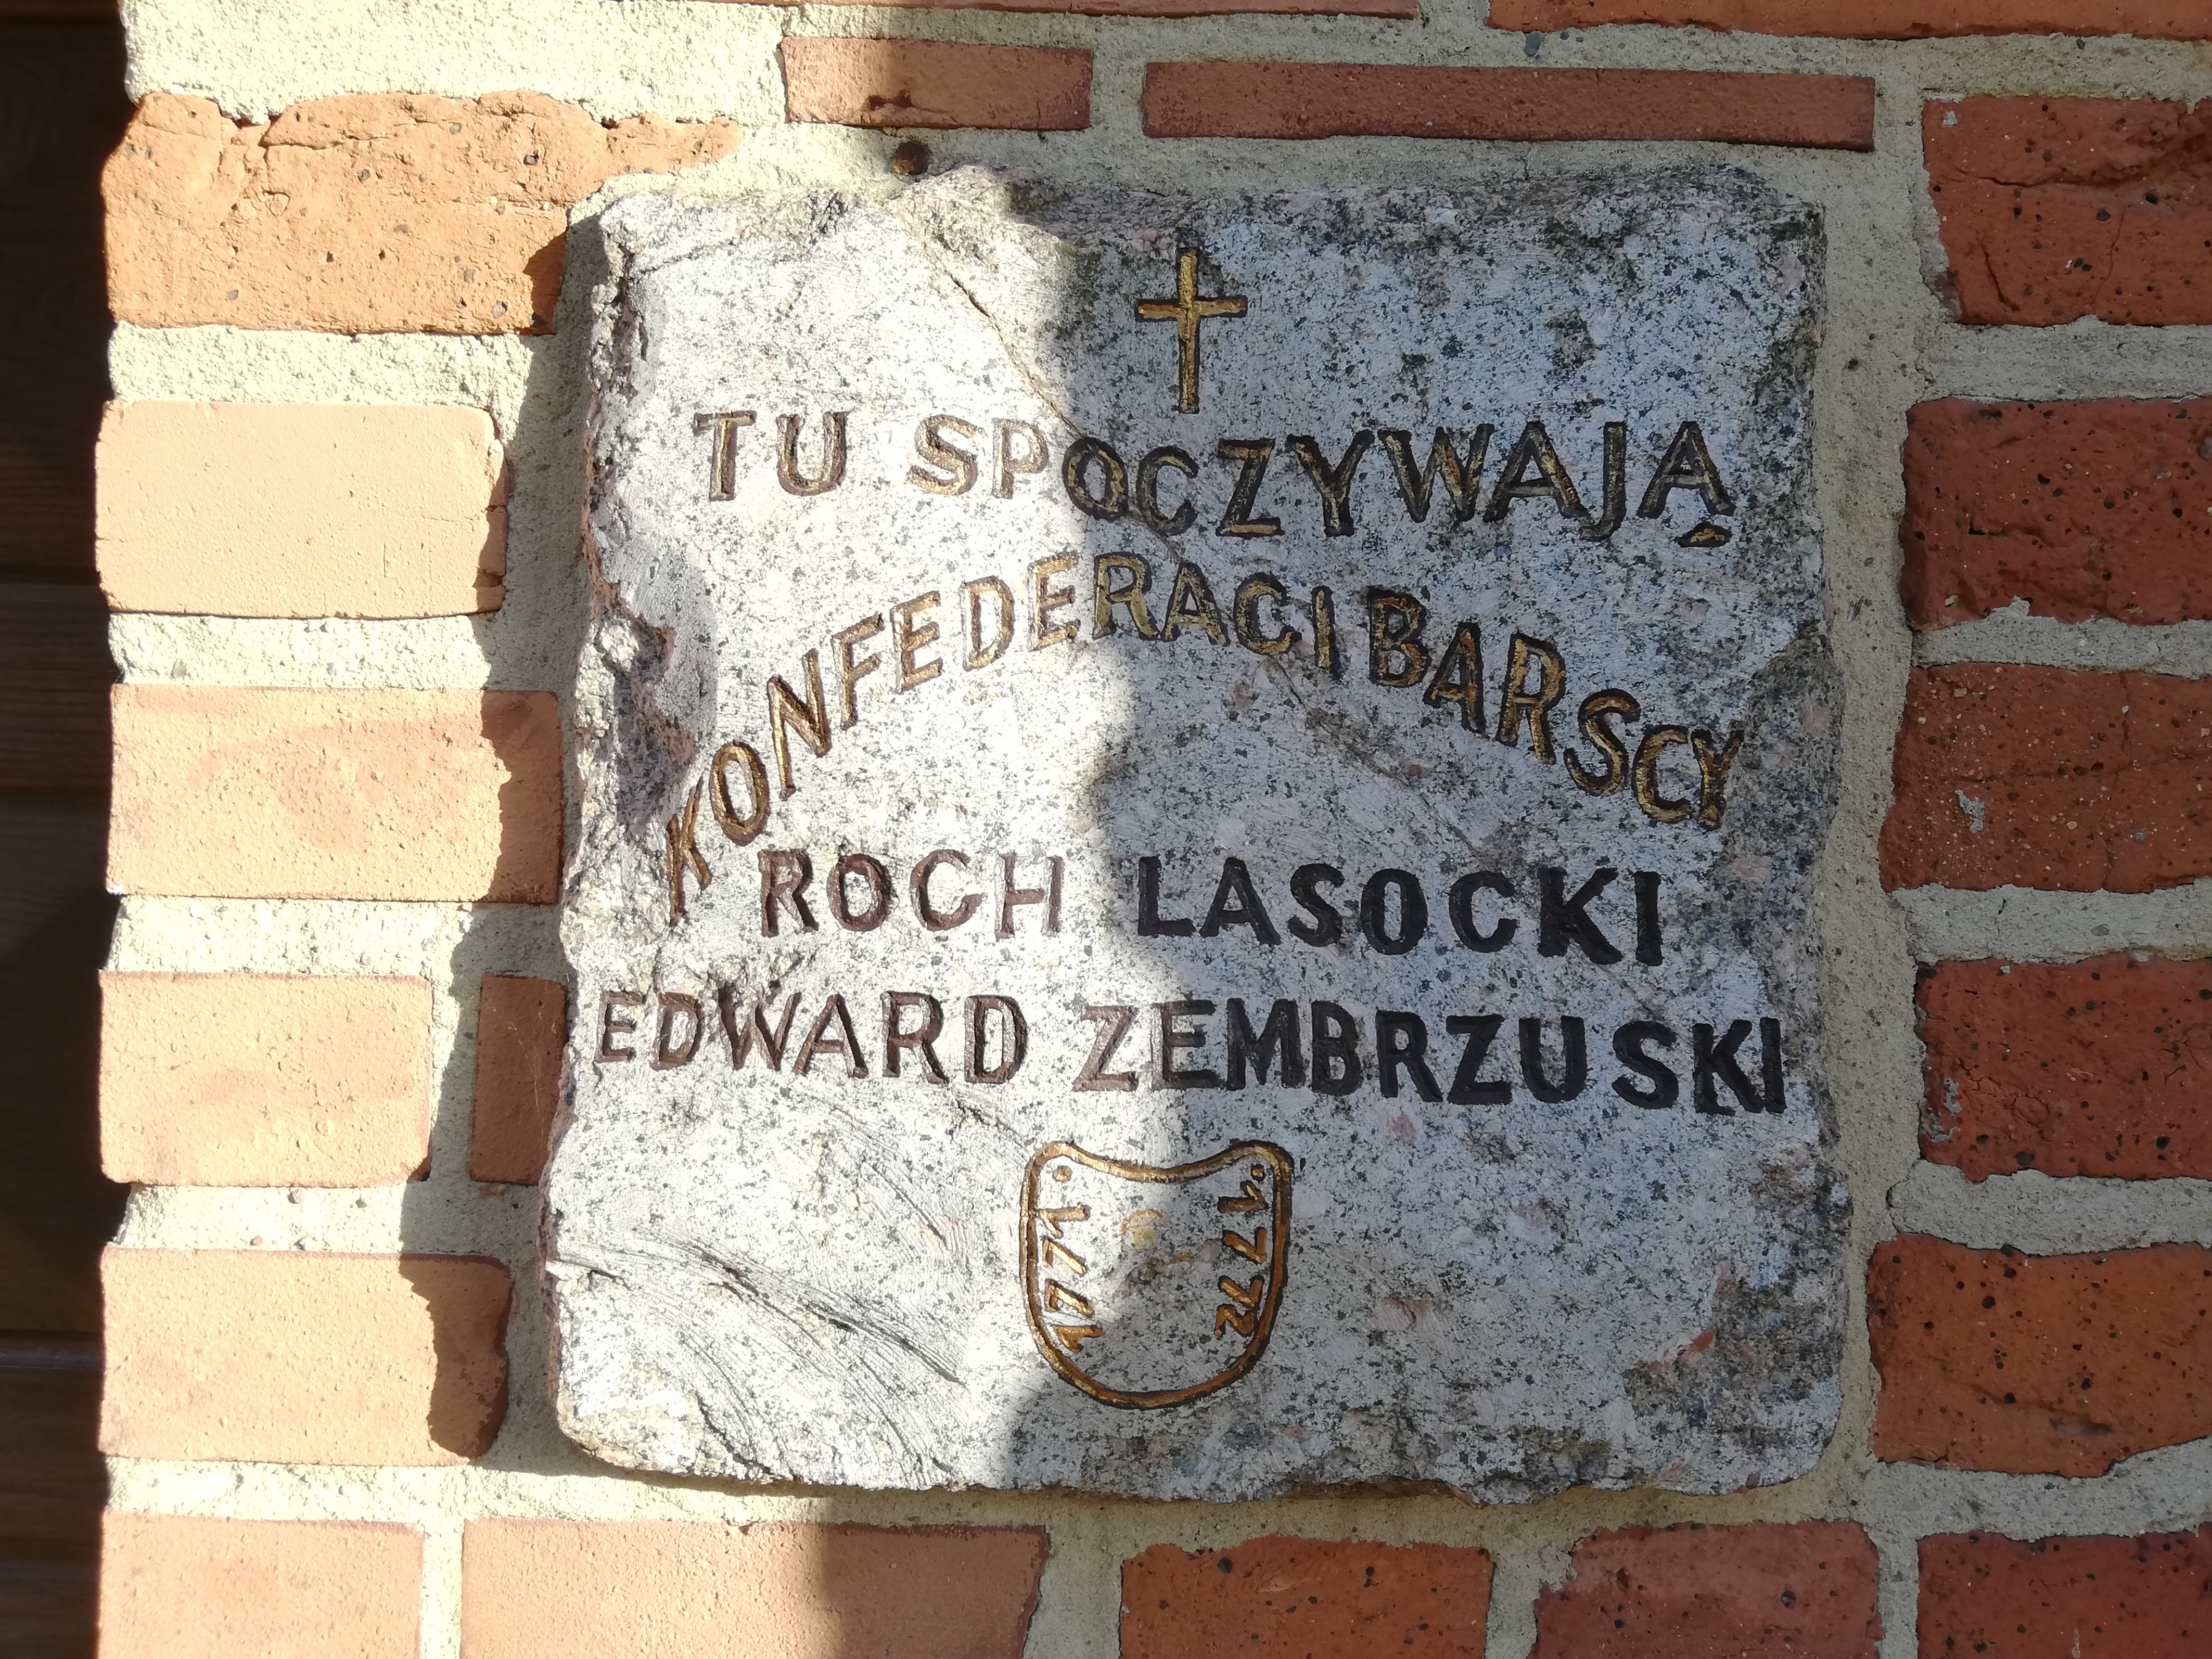 TU SPOCZYWAJĄ
KONFEDERACI BARSCY
ROCH LASOCKI
EDWARD ZEMBRZUSKI
1771
1772